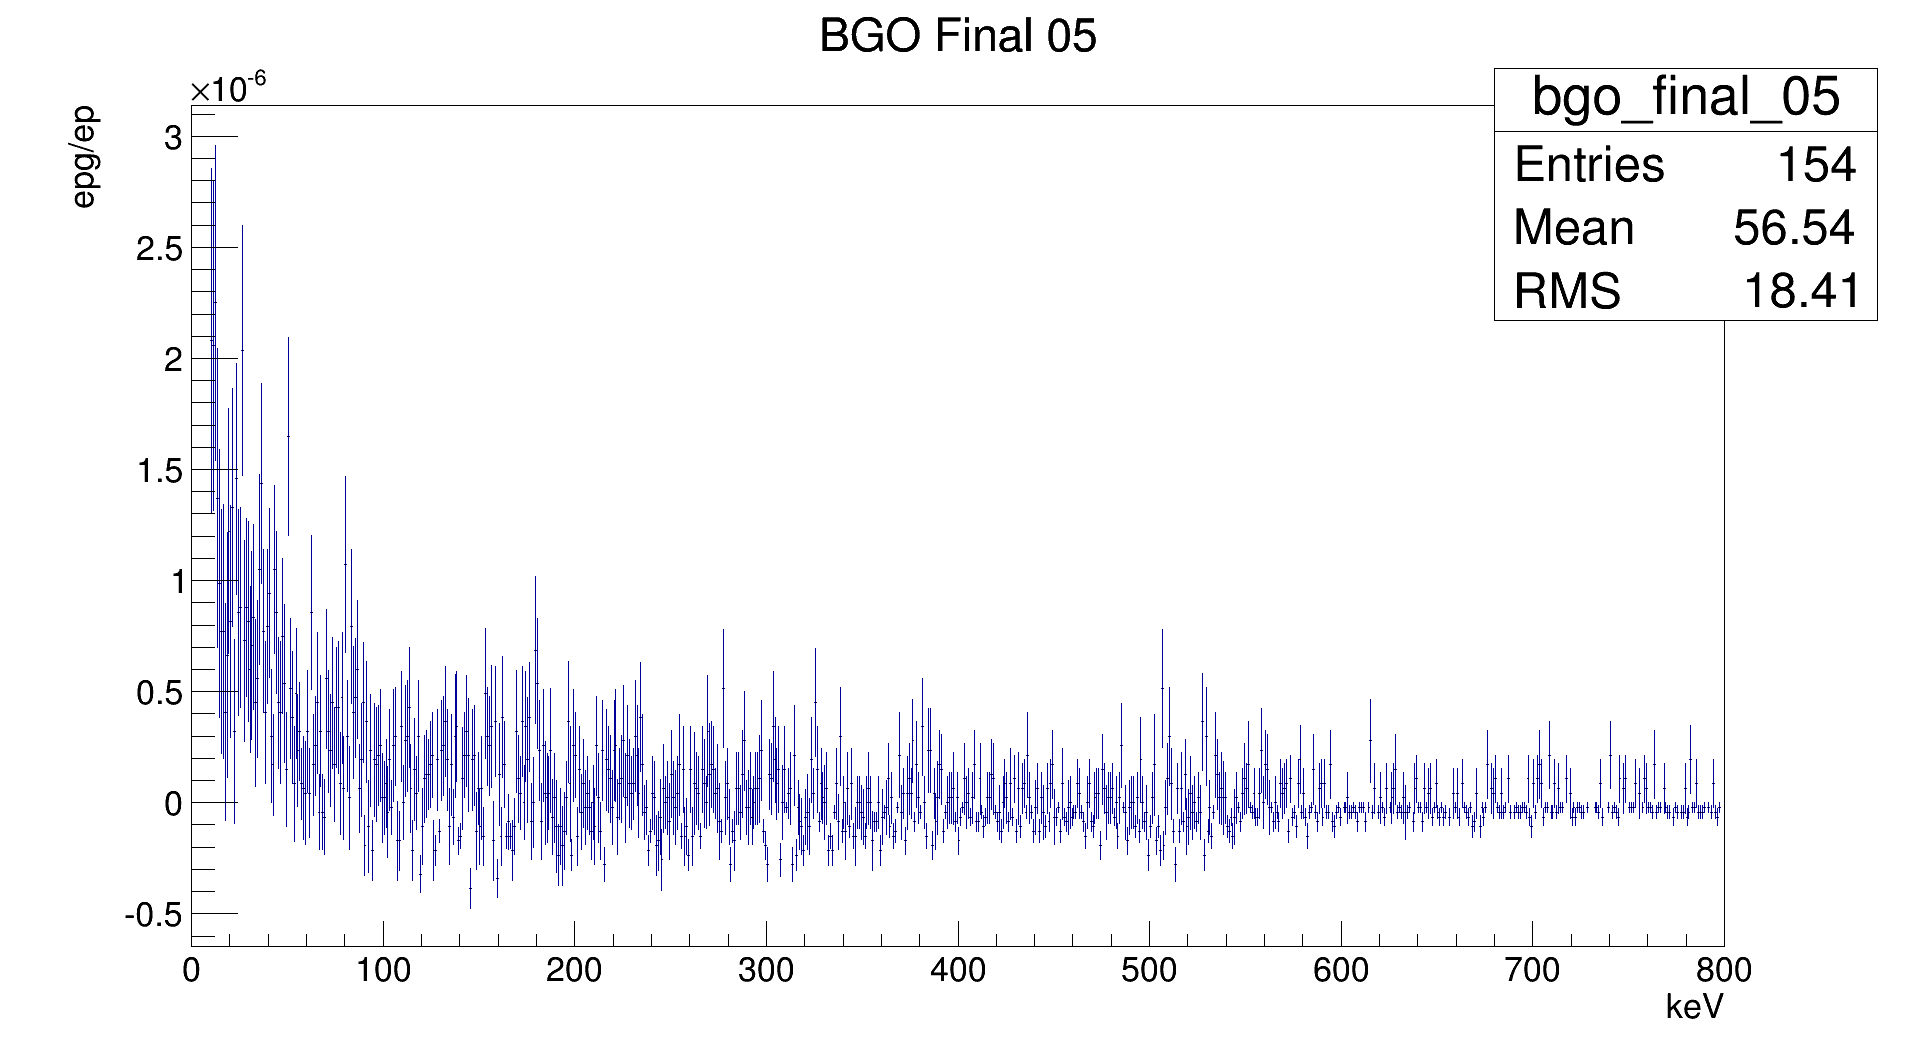 BGO Final 05
×10-6
epg/ep
bgo_final_05
Entries 154
Mean 56.54
RMS 18.41
3
2.5
2
1.5
1
0.5
0
-0.5
0 100 200 300 400 500 600 700 800
keV